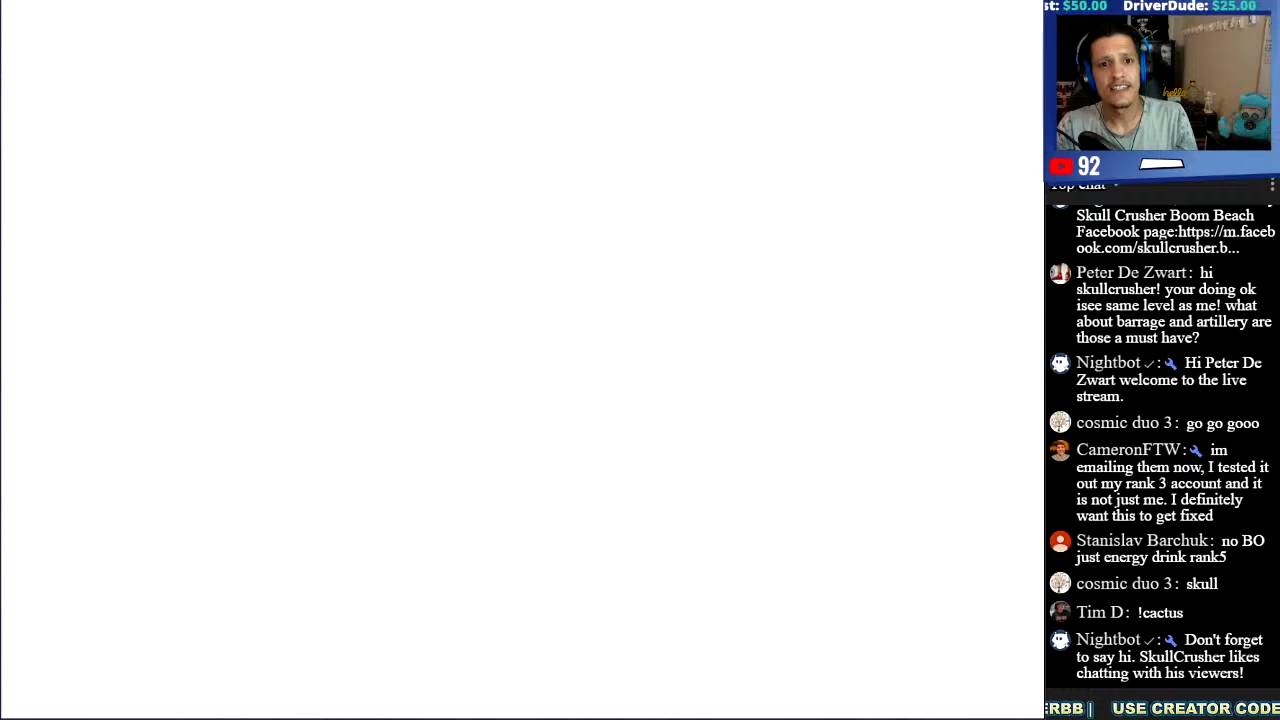 st: $50.00 DriverDude: $25.00
hello
92
Top chat
Skull Crusher Boom Beach
Facebook page:https://m.faceb
ook.com/skullcrusher.b...
Peter De Zwart: hi
skullcrusher! your doing ok
isee same level as me! what
about barrage and artillery are
those a must have?
Nightbot ✓: Hi Peter De
Zwart welcome to the live
stream.
cosmic duo 3: go go gooo
CameronFTW: im
emailing them now, I tested it
out my rank 3 account and it
is not just me. I definitely
want this to get fixed
Stanislav Barchuk: no BO
just energy drink rank5
cosmic duo 3: skull
Tim D: !cactus
Nightbot ✓: Don't forget
to say hi. SkullCrusher likes
chatting with his viewers!
ERBB | USE CREATOR CODE